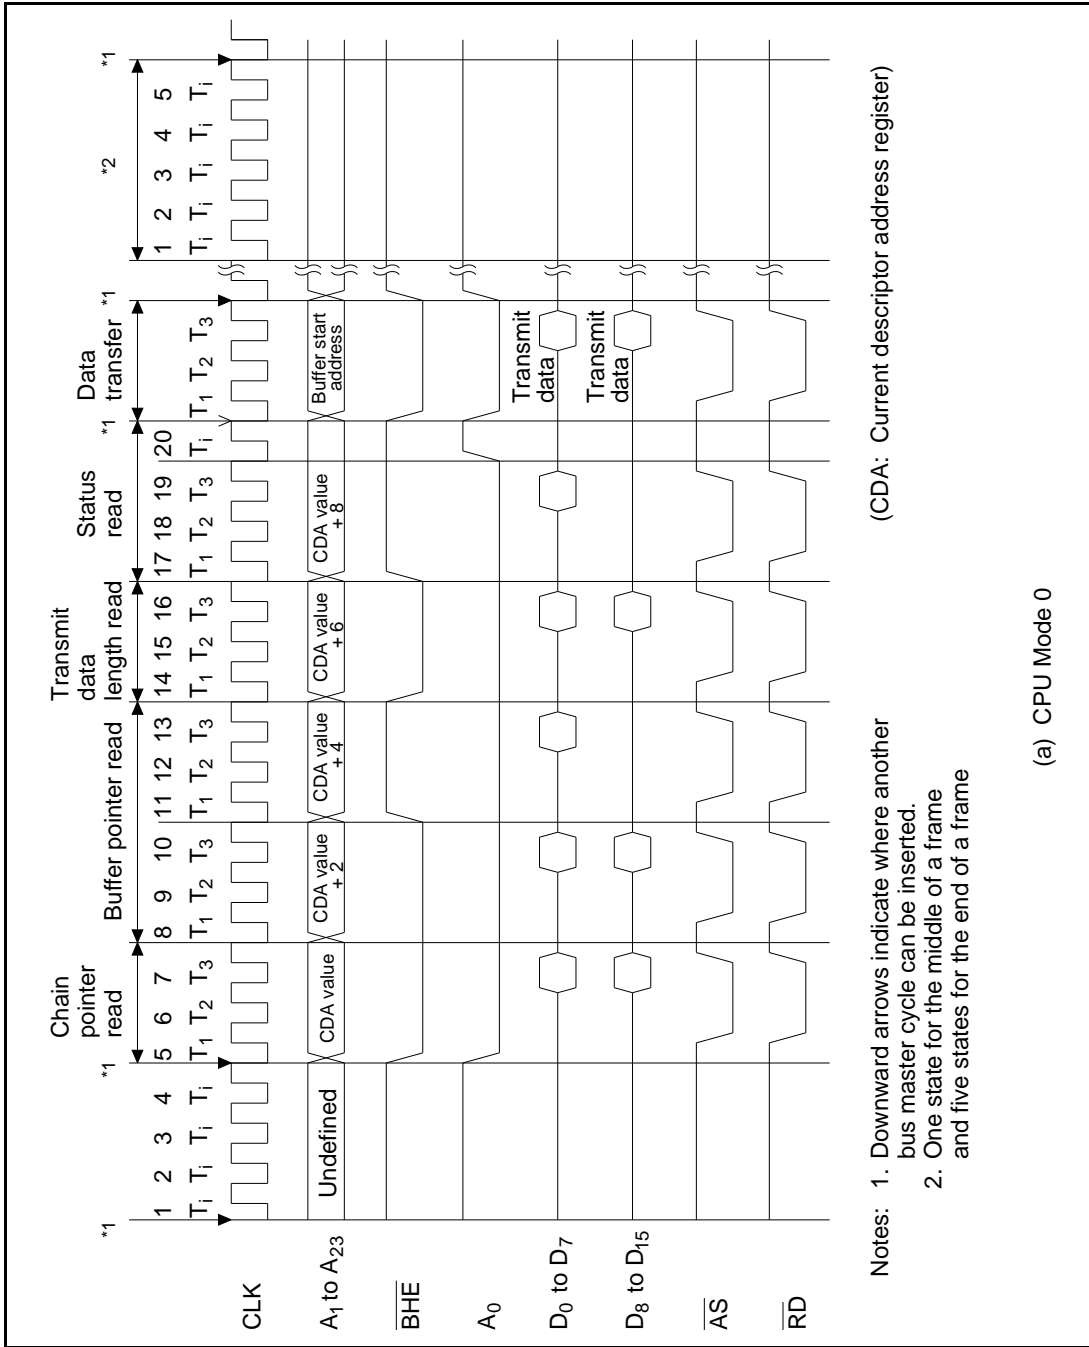 *1 *1 *1 *1 *2 *1
Chain
pointer
read
Buffer pointer read
Transmit
data
length read
Status
read
Data
transfer
1 2 3 4 5 6 7 8 9 10 11 12 13 14 15 16 17 18 19 20 1 2 3 4 5
Ti Ti Ti Ti T1 T2 T3 T1 T2 T3 T1 T2 T3 T1 T2 T3 T1 T2 T3 Ti T1 T2 T3 Ti Ti Ti Ti Ti
CLK
A1 to A23
Undefined
CDA value
CDA value
+ 2
CDA value
+ 4
CDA value
+ 6
CDA value
+ 8
Buffer start
address
BHE
A0
D0 to D7
Transmit
data
D8 to D15
Transmit
data
AS
RD
(CDA: Current descriptor address register)
Notes: 1. Downward arrows indicate where another
bus master cycle can be inserted.
2. One state for the middle of a frame
and five states for the end of a frame
(a) CPU Mode 0